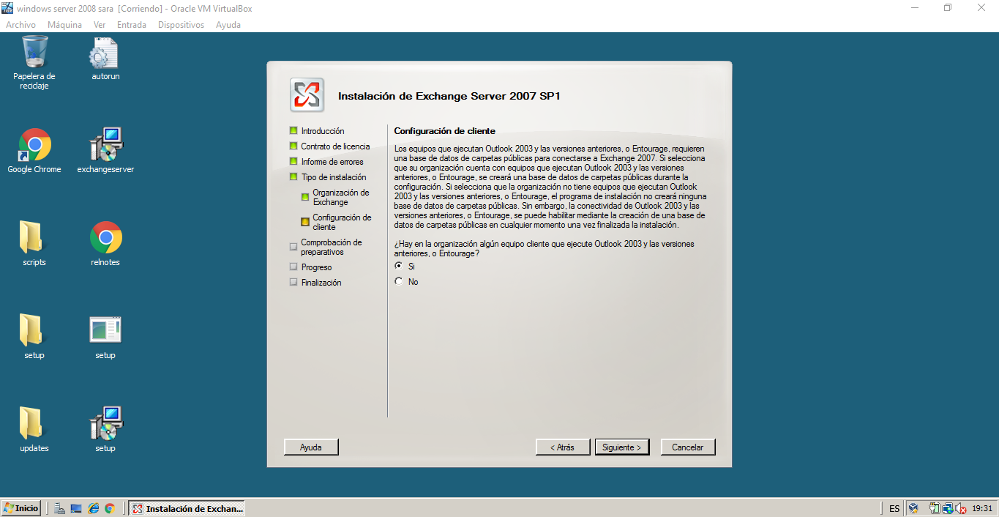 windows server 2008 sara [Corriendo] - Oracle VM VirtualBox
Archivo Máquina Ver Entrada Dispositivos Ayuda
Papelera de
reciclaje
autorun
Google Chrome
exchangeserver
scripts
relnotes
setup
setup
updates
setup
Instalación de Exchange Server 2007 SP1
Introducción
Contrato de licencia
Informe de errores
Tipo de instalación
Organización de
Exchange
Configuración de
cliente
Comprobación de
preparativos
Progreso
Finalización
Configuración de cliente
Los equipos que ejecutan Outlook 2003 y las versiones anteriores, o Entourage, requieren
una base de datos de carpetas públicas para conectarse a Exchange 2007. Si selecciona
que su organización cuenta con equipos que ejecutan Outlook 2003 y las versiones
anteriores, o Entourage, se creará una base de datos de carpetas públicas durante la
configuración. Si selecciona que la organización no tiene equipos que ejecutan Outlook
2003 y las versiones anteriores, o Entourage, el programa de instalación no creará ninguna
base de datos de carpetas públicas. Sin embargo, la conectividad de Outlook 2003 y las
versiones anteriores, o Entourage, se puede habilitar mediante la creación de una base de
datos de carpetas públicas en cualquier momento una vez finalizada la instalación.
¿Hay en la organización algún equipo cliente que ejecute Outlook 2003 y las versiones
anteriores, o Entourage?
Si
No
Ayuda
< Atrás
Siguiente >
Cancelar
Inicio
Instalación de Exchan...
ES
19:31